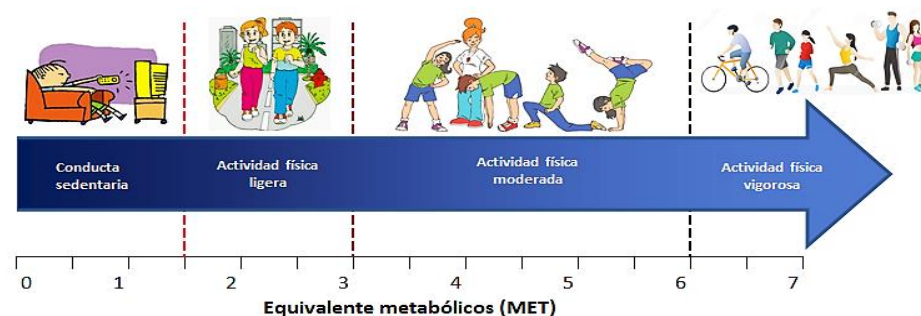 Conducta
sedentaria
Actividad física
ligera
Actividad física
moderada
Actividad física
vigorosa
0 1 2 3 4 5 6 7
Equivalente metabólicos (MET)